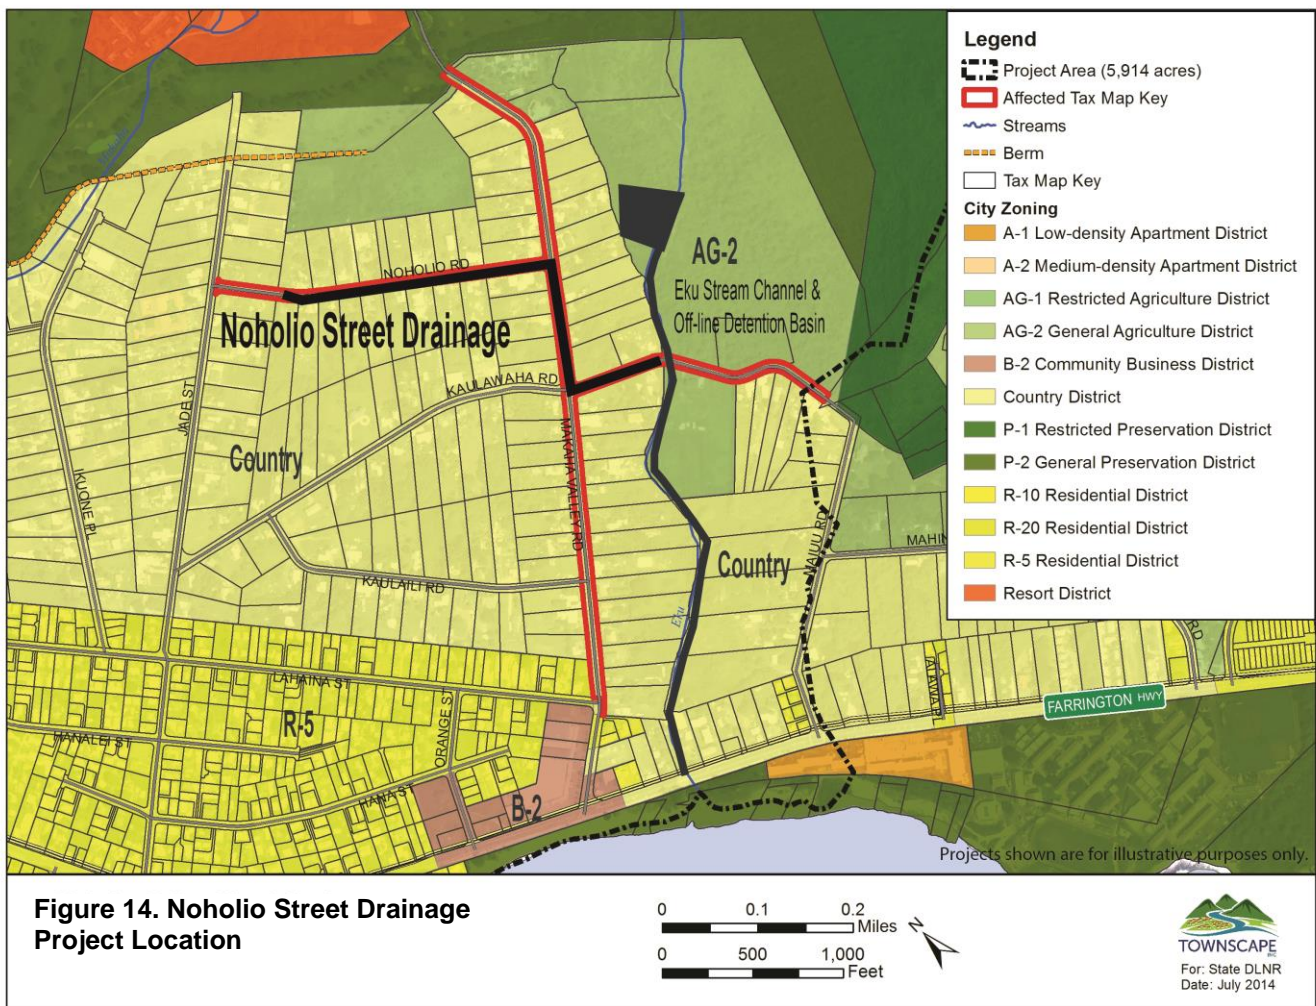 Legend
Project Area (5,914 acres)
Affected Tax Map Key
Streams
Berm
Tax Map Key
City Zoning
A-1 Low-density Apartment District
A-2 Medium-density Apartment District
AG-1 Restricted Agriculture District
AG-2 General Agriculture District
B-2 Community Business District
Country District
P-1 Restricted Preservation District
P-2 General Preservation District
R-10 Residential District
R-20 Residential District
R-5 Residential District
Resort District
NOHOLIO RD
AG-2
Eku Stream Channel &
Off-line Detention Basin
Noholio Street Drainage
KAULAWAHA RD
JADE ST
Country
IKUONE PL
MAKAHA VALLEY RD
KAULAILI RD
Country
MAIUU RD
MAHIN
RD
Eku
LAHAINA ST
ORANGE ST
R-5
HANALEI ST
HANA ST
B-2
ALAWA PL
FARRINGTON HWY
Projects shown are for illustrative purposes only.
Figure 14. Noholio Street Drainage
Project Location
0 0.1 0.2
Miles
0 500 1,000
Feet
N
TOWNSCAPE
For: State DLNR
Date: July 2014